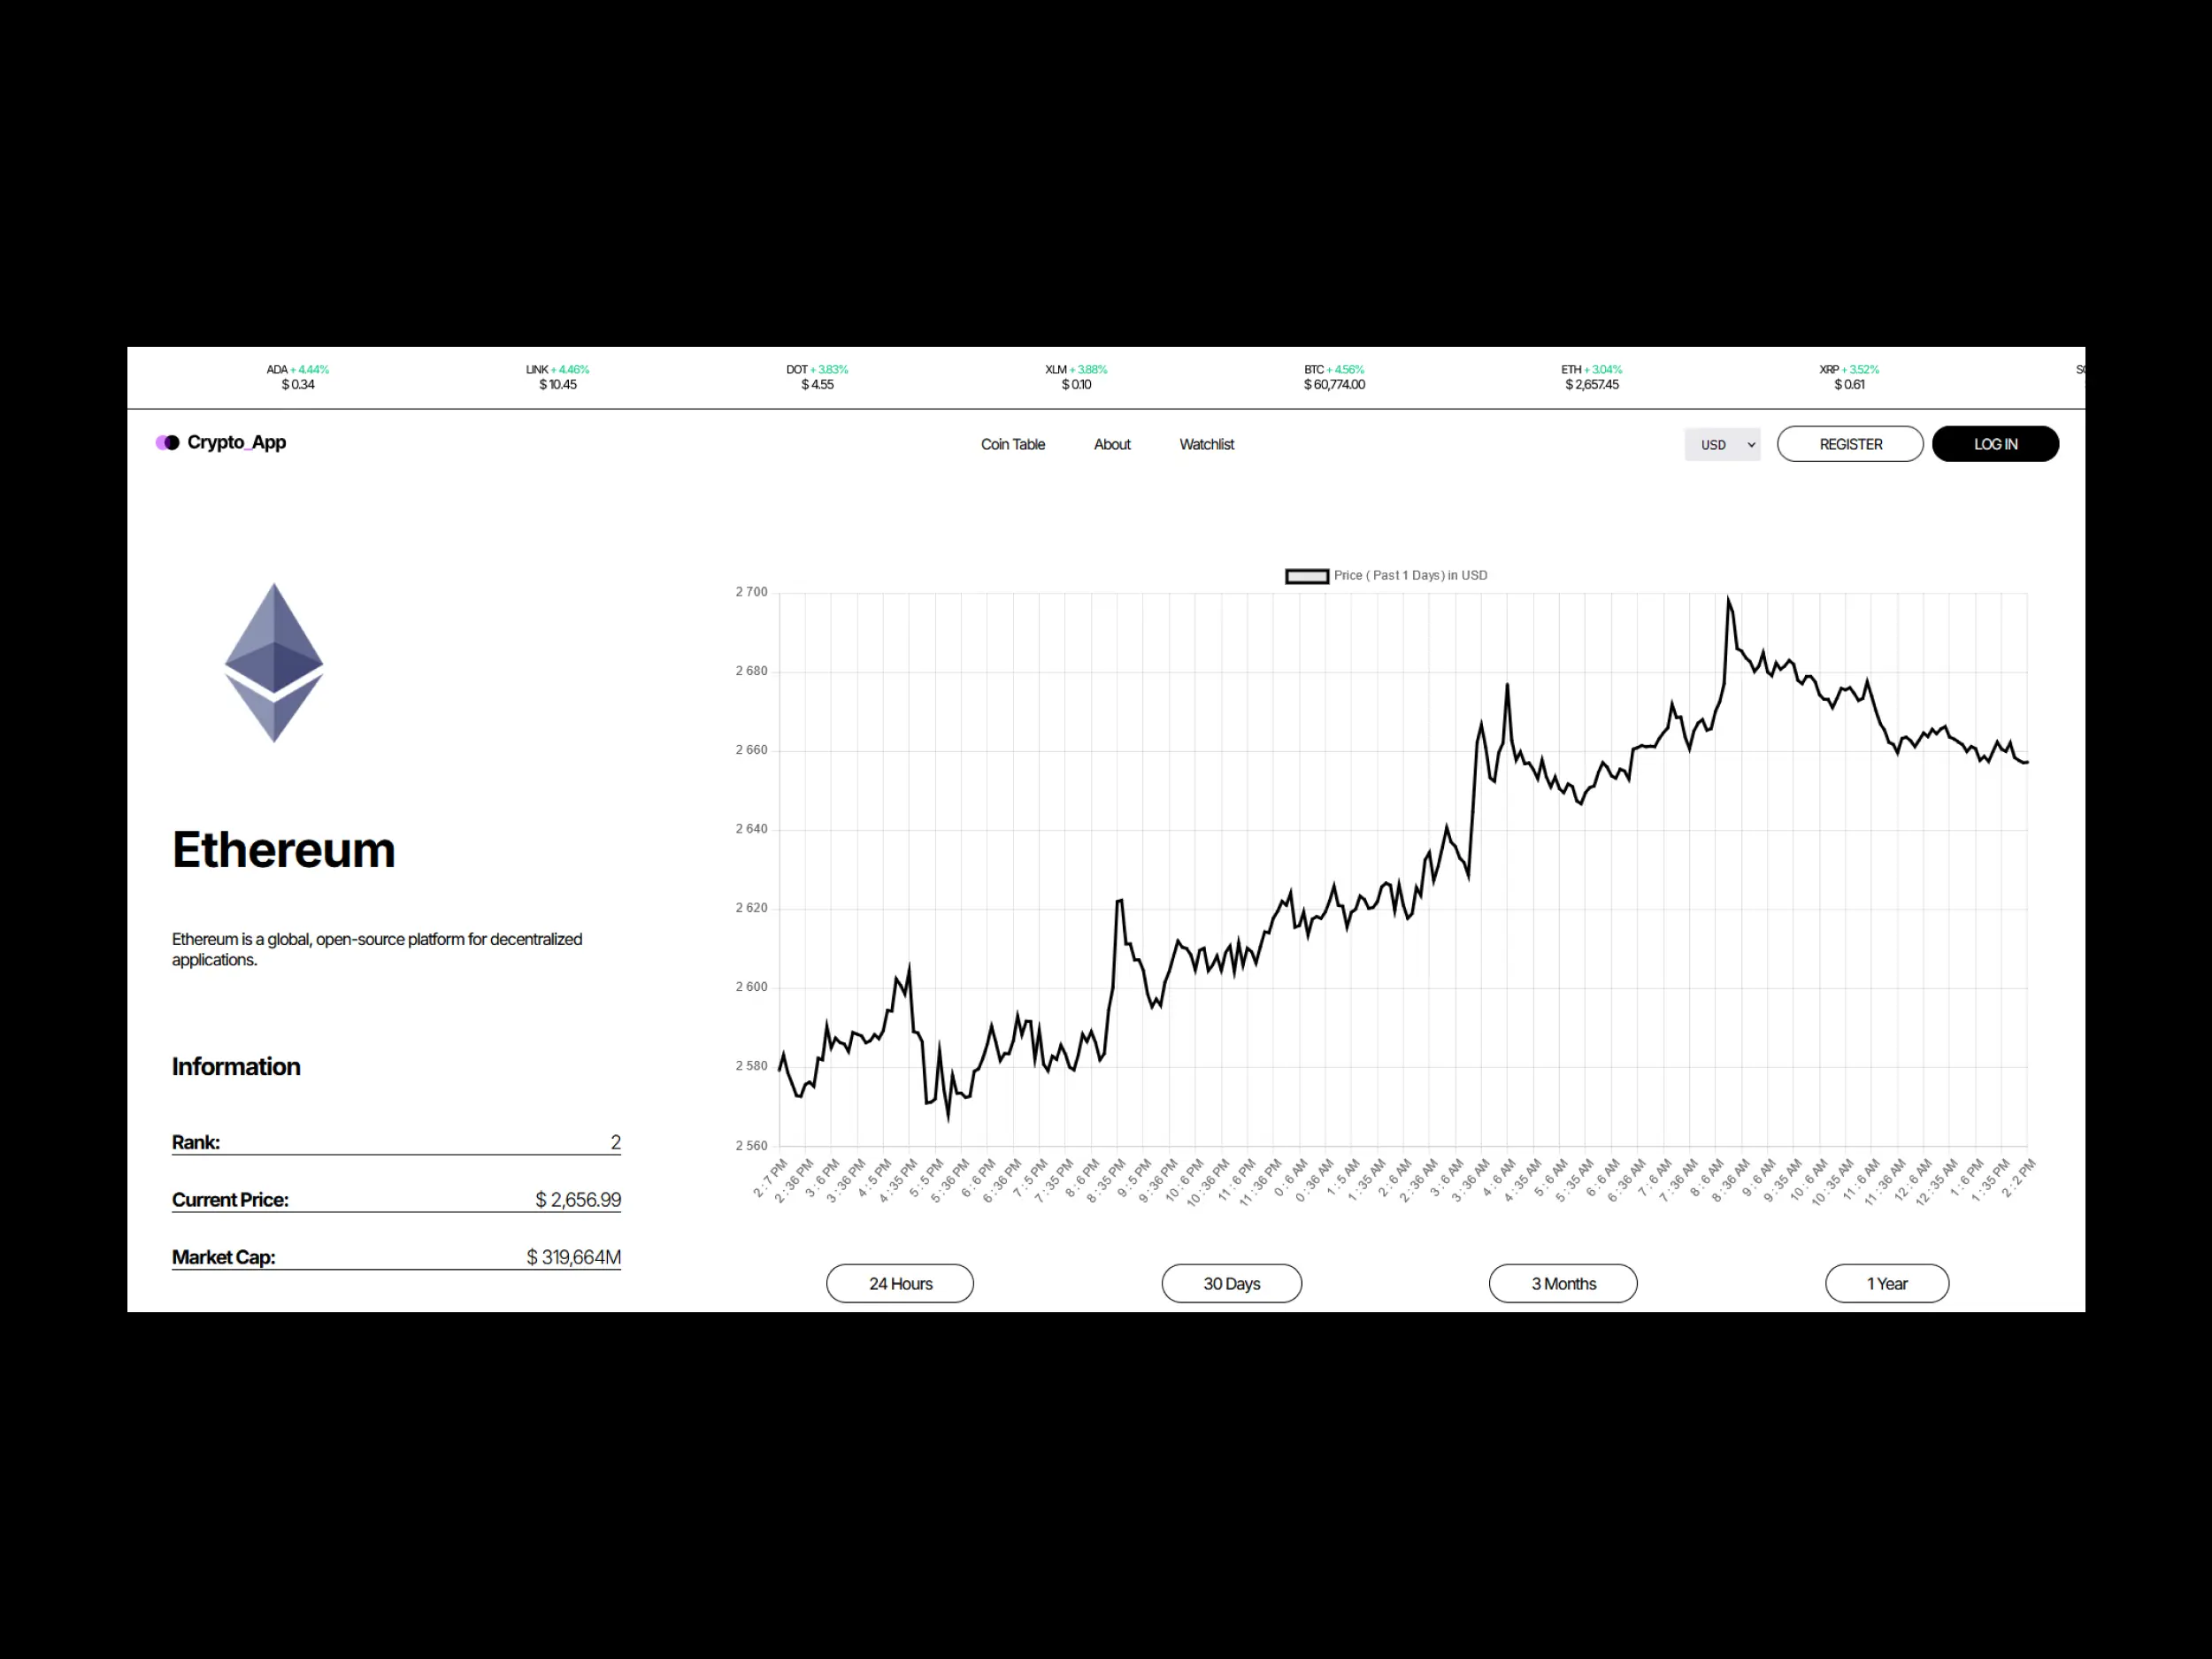 ADA + 4.44% LINK + 4.46% DOT + 3.83% XLM + 3.88% BTC + 4.56% ETH + 3.04% XRP + 3.52%
$ 0.34 $ 10.45 $ 4.55 $ 0.10 $ 60,774.00 $ 2,657.45 $ 0.61
Crypto_App Coin Table About Watchlist USD REGISTER LOG IN
Price ( Past 1 Days) in USD
2 700
2 680
2 660
2 640
2 620
2 600
2 580
2 560
2 : 7 PM 2 : 36 PM 3 : 6 PM 3 : 36 PM 4 : 5 PM 4 : 35 PM 5 : 5 PM 5 : 36 PM 6 : 6 PM 6 : 36 PM 7 : 5 PM 7 : 35 PM 8 : 6 PM 8 : 35 PM 9 : 5 PM 9 : 36 PM 10 : 6 PM 10 : 36 PM 11 : 6 PM 11 : 36 PM 0 : 6 AM 0 : 36 AM 1 : 5 AM 1 : 35 AM 2 : 6 AM 2 : 36 AM 3 : 6 AM 3 : 36 AM 4 : 6 AM 4 : 35 AM 5 : 6 AM 5 : 35 AM 6 : 6 AM 6 : 36 AM 7 : 6 AM 7 : 36 AM 8 : 6 AM 8 : 36 AM 9 : 6 AM 9 : 35 AM 10 : 6 AM 10 : 35 AM 11 : 6 AM 11 : 36 AM 12 : 6 AM 12 : 35 AM 1 : 6 PM 1 : 35 PM 2 : 2 PM
Ethereum
Ethereum is a global, open-source platform for decentralized
applications.
Information
Rank: 2
Current Price: $ 2,656.99
Market Cap: $ 319,664M
24 Hours 30 Days 3 Months 1 Year